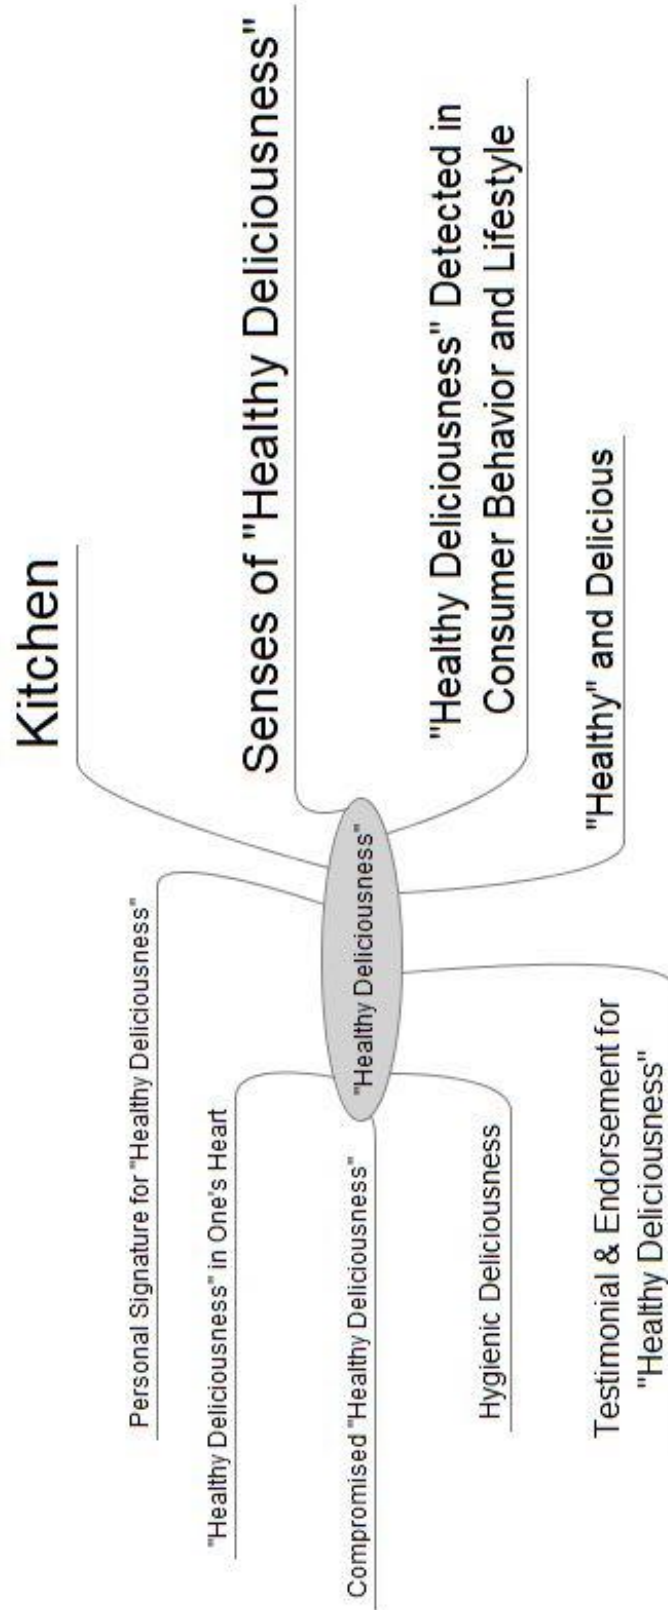 Kitchen
Senses of "Healthy Deliciousness"
"Healthy Deliciousness" Detected in
Consumer Behavior and Lifestyle
"Healthy" and Delicious
"Healthy Deliciousness"
Personal Signature for "Healthy Deliciousness"
"Healthy Deliciousness" in One's Heart
Compromised "Healthy Deliciousness"
Hygienic Deliciousness
Testimonial & Endorsement for
"Healthy Deliciousness"